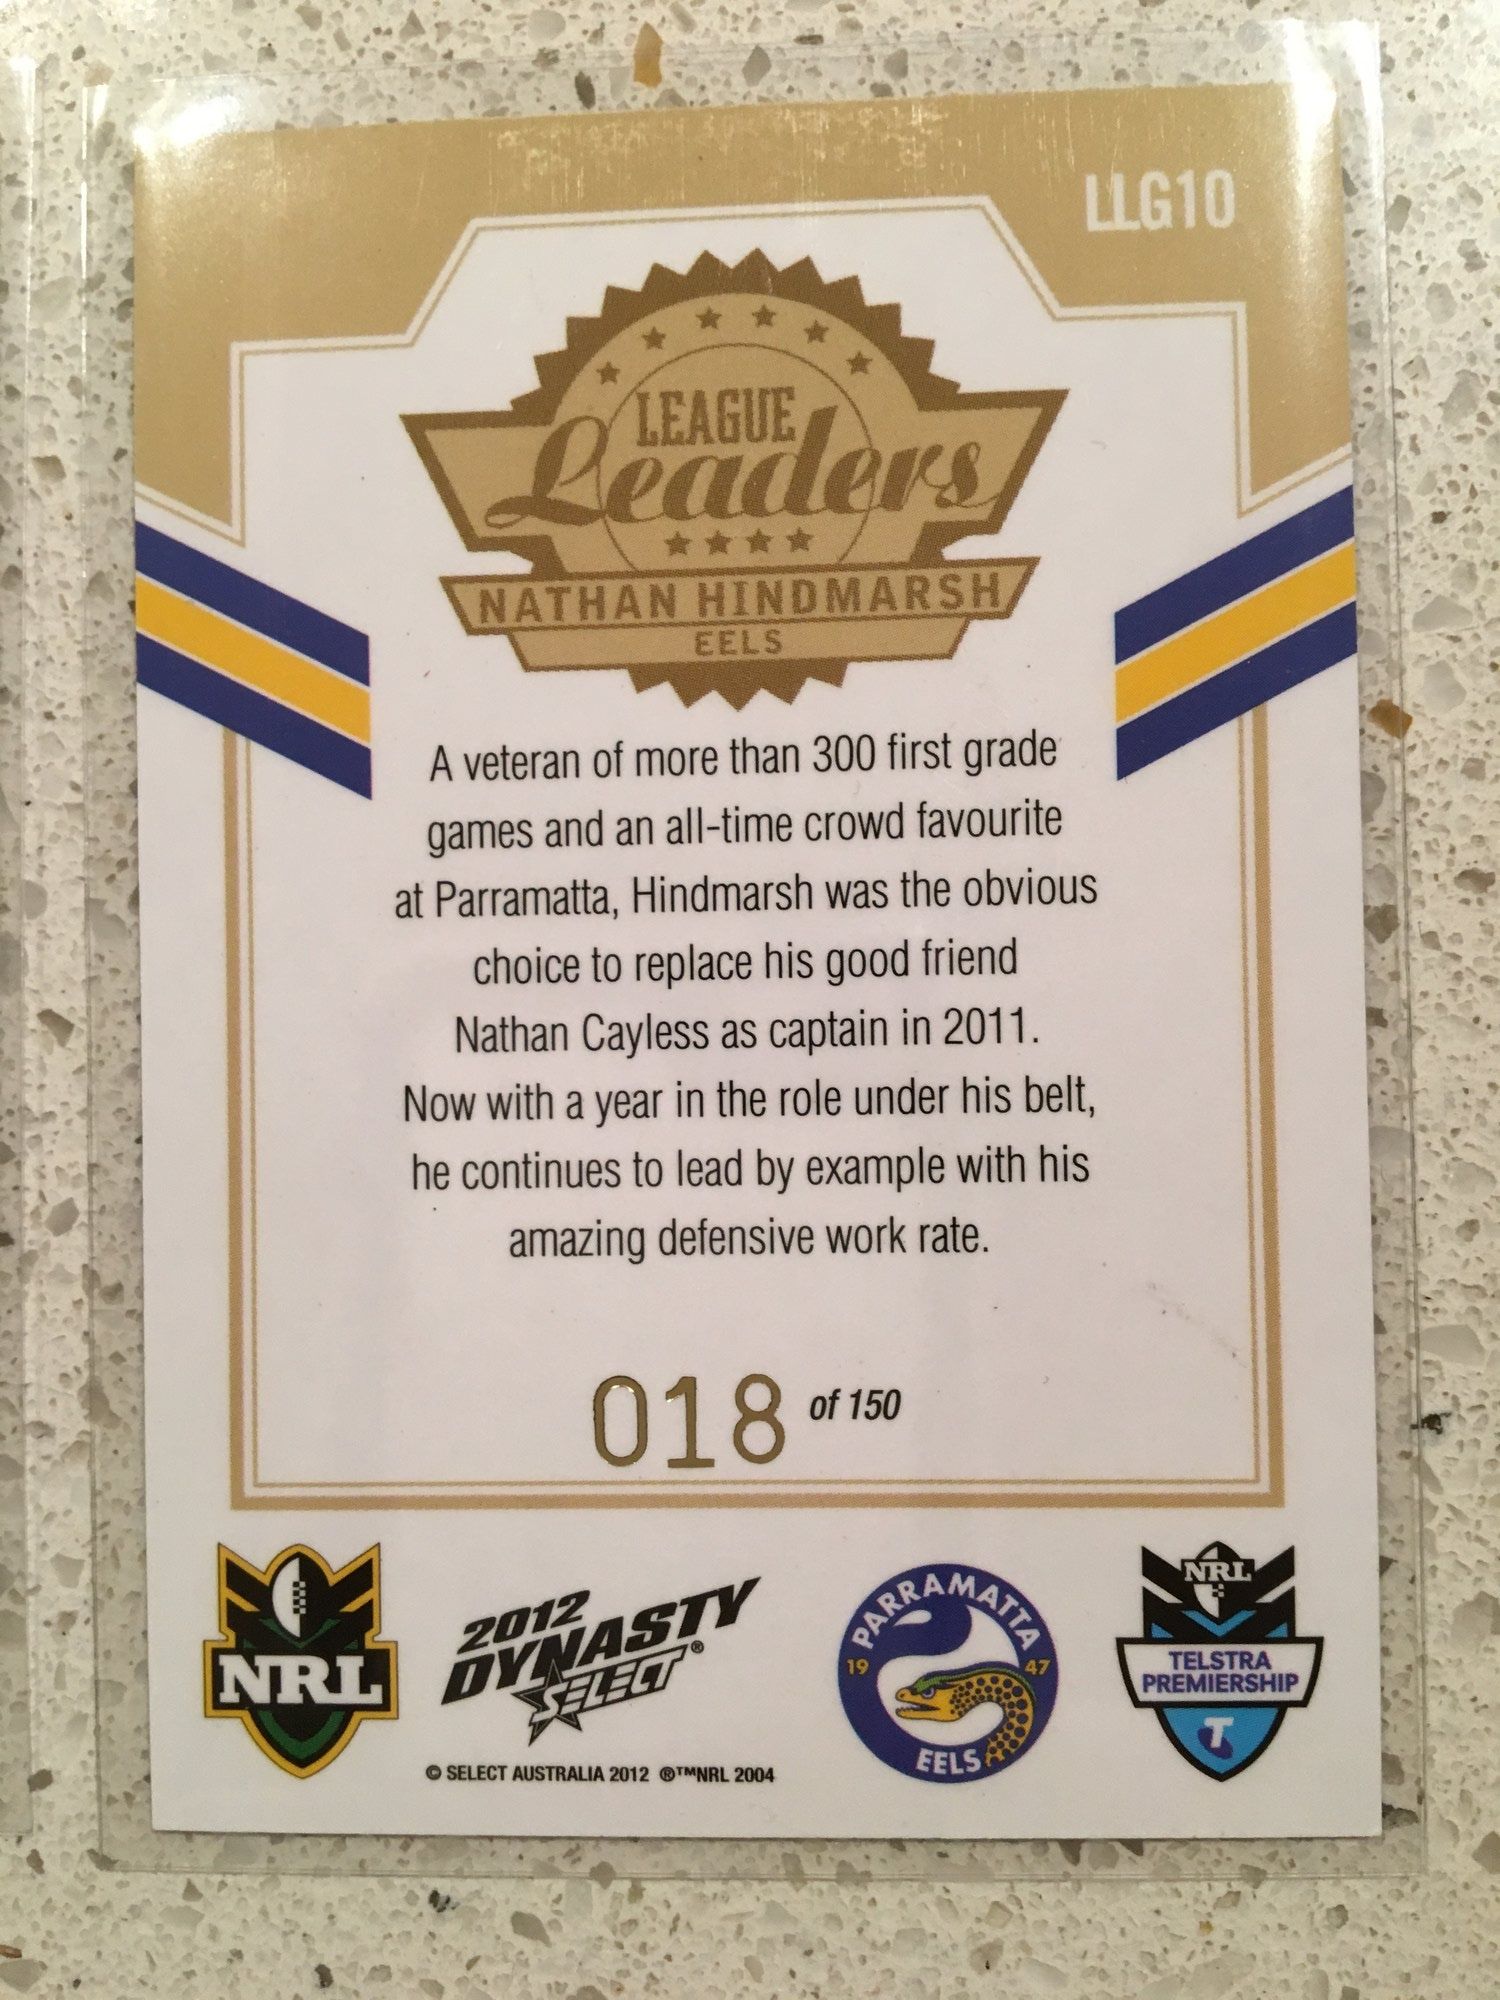 LLG10
LEAGUE
Leaders
NATHAN HINDMARSH
EELS
A veteran of more than 300 first grade
games and an all-time crowd favourite
at Parramatta, Hindmarsh was the obvious
choice to replace his good friend
Nathan Cayless as captain in 2011.
Now with a year in the role under his belt,
he continues to lead by example with his
amazing defensive work rate.
018 of 150
NRL
2012
DYNASTY
SELECT®
© SELECT AUSTRALIA 2012 ®™NRL 2004
PARRAMATTA
19 47
EELS
NRL
TELSTRA
PREMIERSHIP
T